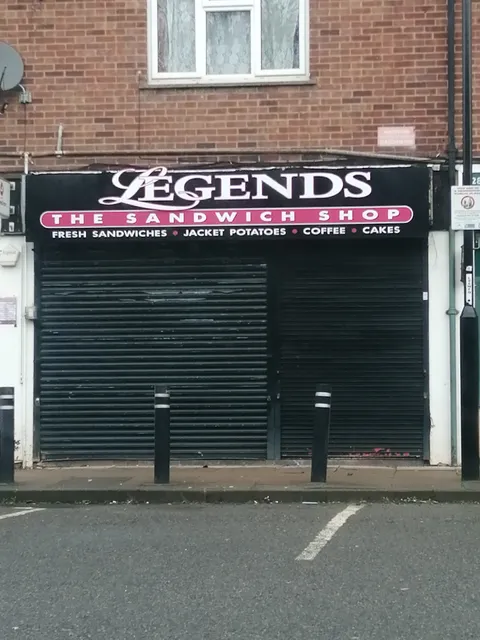 LEGENDS
THE SANDWICH SHOP
FRESH SANDWICHES • JACKET POTATOES • COFFEE • CAKES